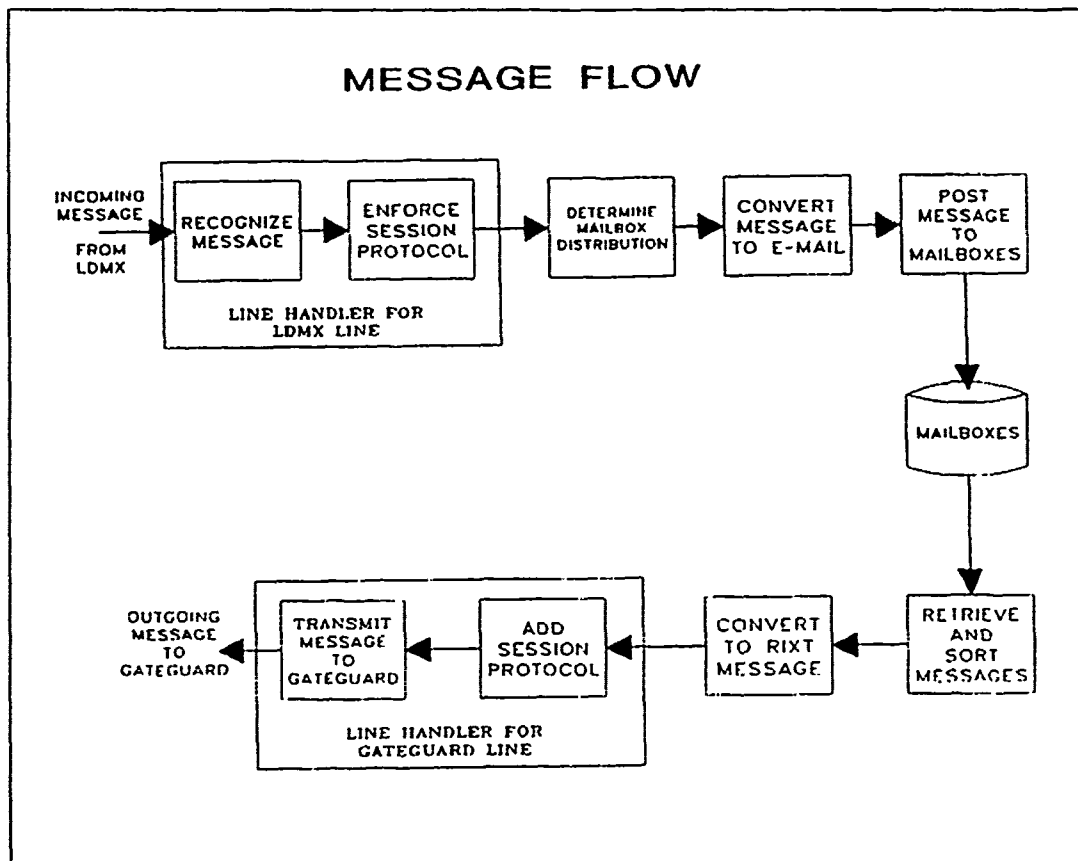 MESSAGE FLOW
INCOMING
MESSAGE
FROM
LDMX
RECOGNIZE
MESSAGE
ENFORCE
SESSION
PROTOCOL
LINE HANDLER FOR
LDMX LINE
DETERMINE
MAILBOX
DISTRIBUTION
CONVERT
MESSAGE
TO E-MAIL
POST
MESSAGE
TO
MAILBOXES
MAILBOXES
RETRIEVE
AND
SORT
MESSAGES
CONVERT
TO RIXT
MESSAGE
ADD
SESSION
PROTOCOL
TRANSMIT
MESSAGE
TO
GATEGUARD
LINE HANDLER FOR
GATEGUARD LINE
OUTGOING
MESSAGE
TO
GATEGUARD